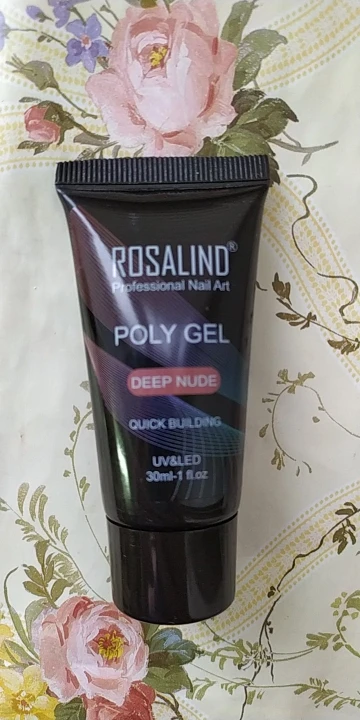 ROSALIND®
Professional Nail Art
POLY GEL
DEEP NUDE
QUICK BUILDING
UV&LED
30ml-1 fl.oz